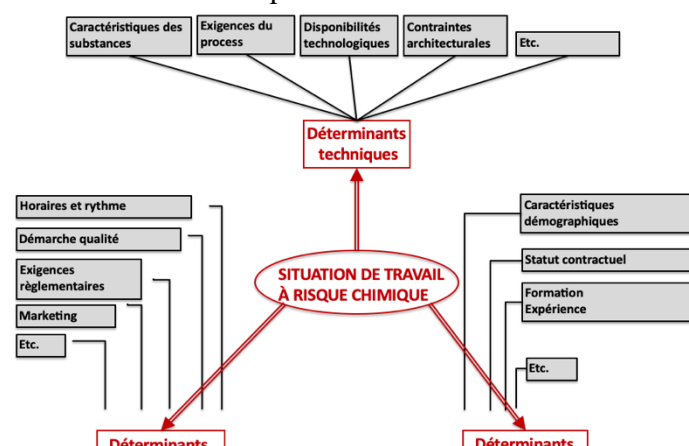 Caractéristiques des
substances
Exigences du
process
Disponibilités
technologiques
Contraintes
architecturales
Etc.
Déterminants
techniques
Horaires et rythme
Démarche qualité
Exigences
règlementaires
Marketing
Etc.
Caractéristiques
démographiques
Statut contractuel
Formation
Expérience
Etc.
SITUATION DE TRAVAIL
À RISQUE CHIMIQUE
Déterminants
Déterminants